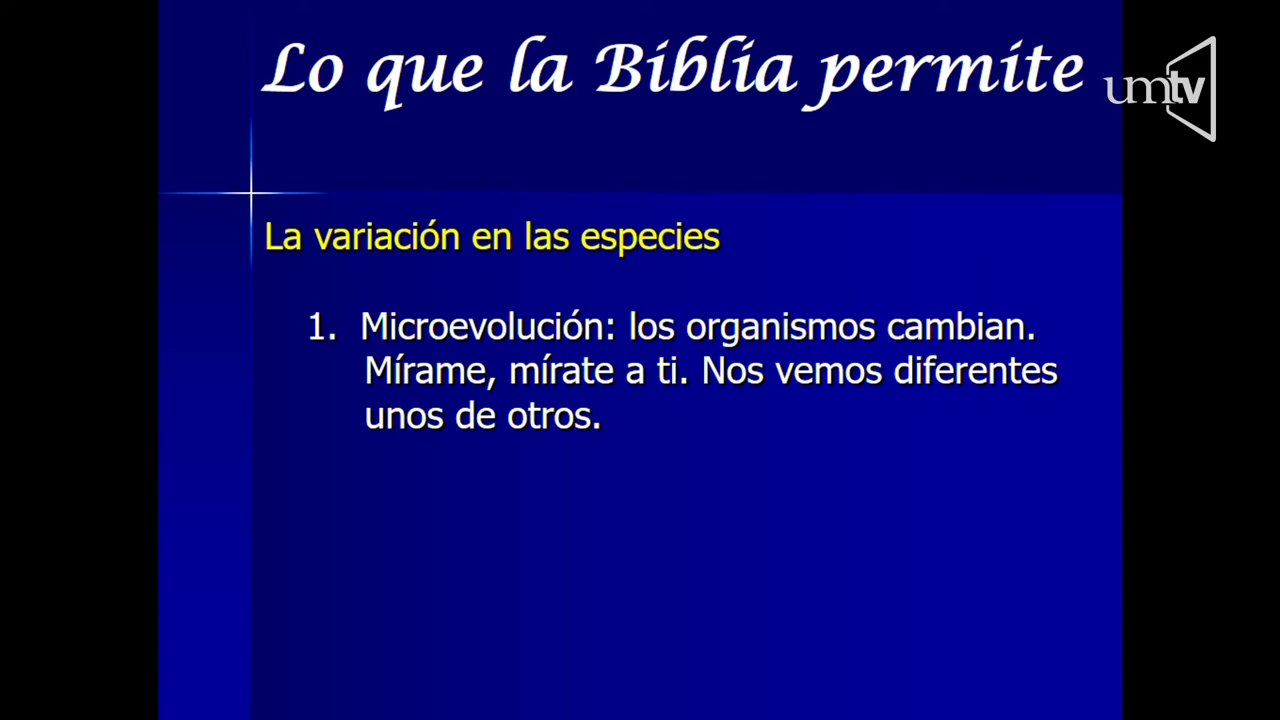 Lo que la Biblia permite
umtv
La variación en las especies
1. Microevolución: los organismos cambian.
Mírame, mírate a ti. Nos vemos diferentes
unos de otros.